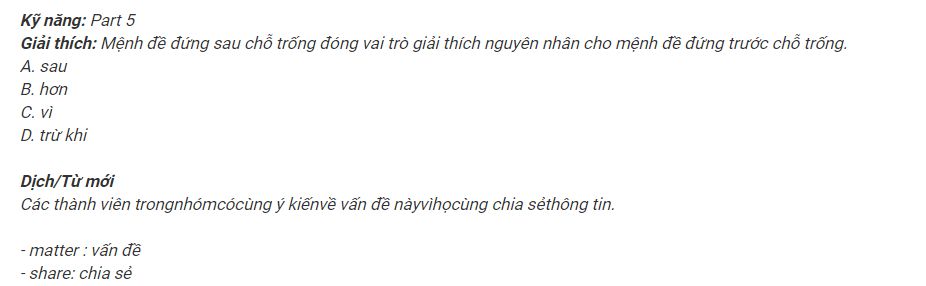 Kỹ năng: Part 5
Giải thích: Mệnh đề đứng sau chỗ trống đóng vai trò giải thích nguyên nhân cho mệnh đề đứng trước chỗ trống.
A. sau
B. hơn
C. vì
D. trừ khi
Dịch/Từ mới
Các thành viên trongnhómcócùng ý kiếnvề vấn đề nàyvìhọcùng chia sẻthông tin.
- matter : vấn đề
- share: chia sẻ